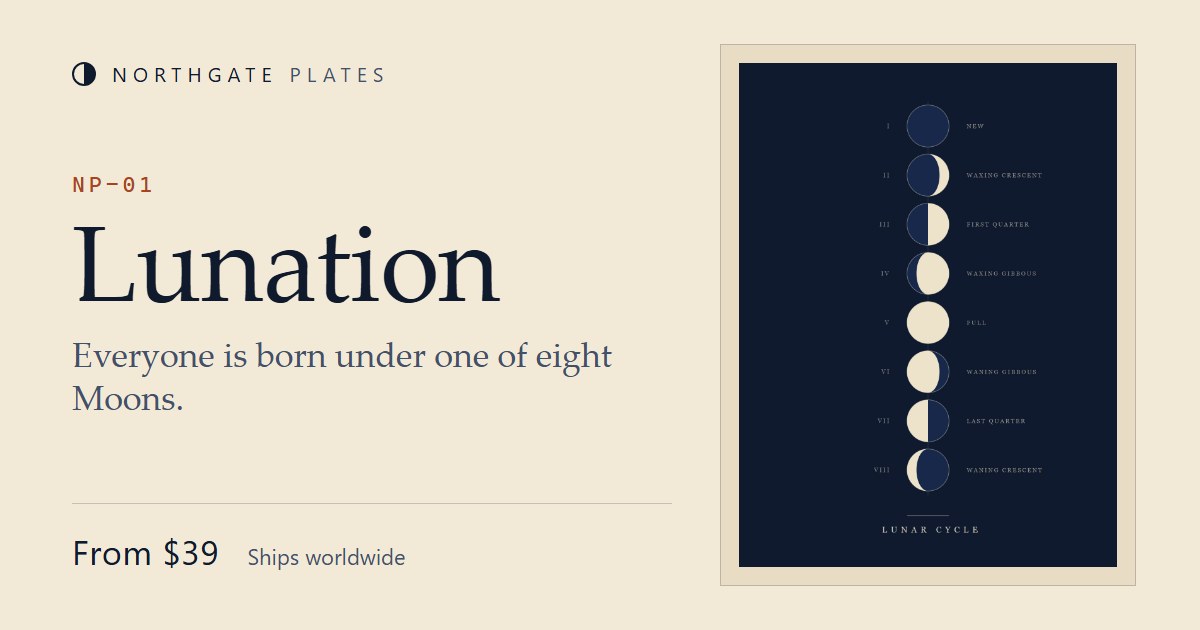 NORTHGATE PLATES
NP-01
Lunation
Everyone is born under one of eight
Moons.
From $39 Ships worldwide
I NEW
II WAXING CRESCENT
III FIRST QUARTER
IV WAXING GIBBOUS
V FULL
VI WANING GIBBOUS
VII LAST QUARTER
VIII WANING CRESCENT
LUNAR CYCLE